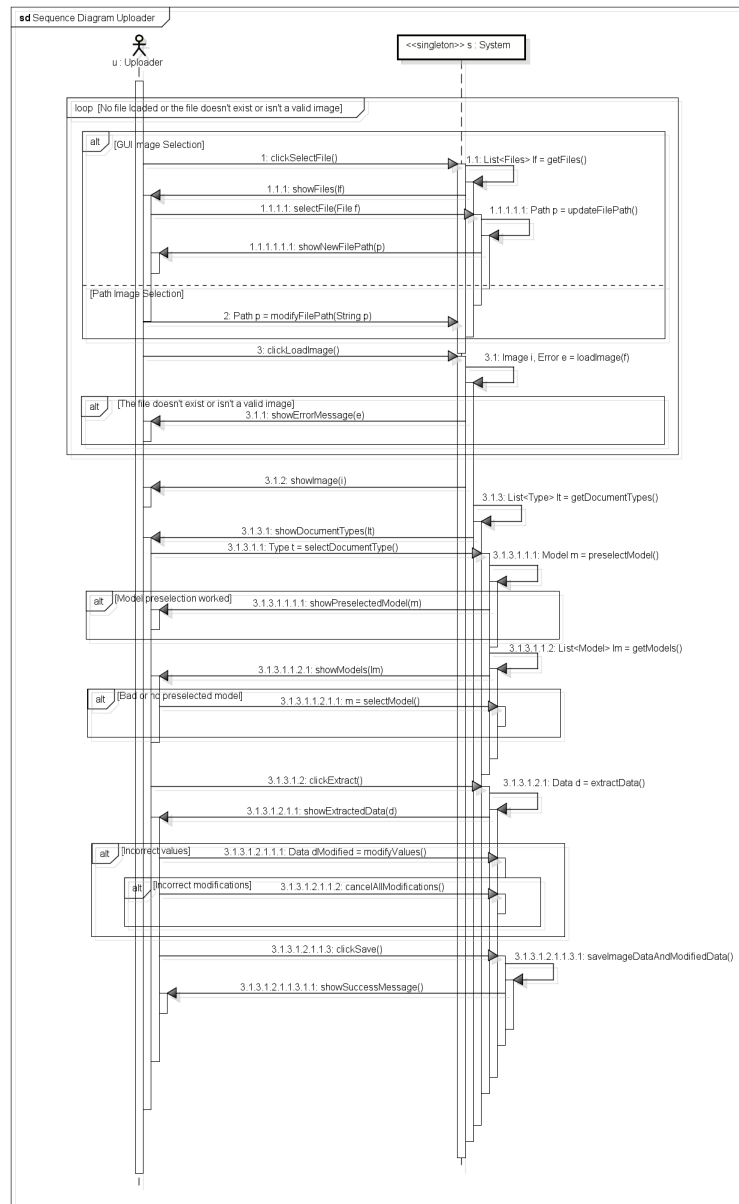 sd Sequence Diagram Uploader
<<singleton>> s : System
u : Uploader
loop [No file loaded or the file doesn't exist or isn't a valid image]
alt [GUI Image Selection]
1: clickSelectFile()
1.1: List<Files> lf = getFiles()
1.1.1: showFiles(lf)
1.1.1.1: selectFile(File f)
1.1.1.1.1: Path p = updateFilePath()
1.1.1.1.1.1: showNewFilePath(p)
[Path Image Selection]
2: Path p = modifyFilePath(String p)
3: clickLoadImage()
3.1: Image i, Error e = loadImage(f)
alt [The file doesn't exist or isn't a valid image]
3.1.1: showErrorMessage(e)
3.1.2: showImage(i)
3.1.3: List<Type> lt = getDocumentTypes()
3.1.3.1: showDocumentTypes(lt)
3.1.3.1.1: Type t = selectDocumentType()
3.1.3.1.1.1: Model m = preselectModel()
alt [Model preselection worked]
3.1.3.1.1.1.1: showPreselectedModel(m)
3.1.3.1.1.2: List<Model> lm = getModels()
3.1.3.1.1.2.1: showModels(lm)
alt [Bad or no preselected model]
3.1.3.1.1.2.1.1: m = selectModel()
3.1.3.1.2: clickExtract()
3.1.3.1.2.1: Data d = extractData()
3.1.3.1.2.1.1: showExtractedData(d)
alt [Incorrect values]
3.1.3.1.2.1.1.1: Data dModified = modifyValues()
alt [Incorrect modifications]
3.1.3.1.2.1.1.2: cancelAllModifications()
3.1.3.1.2.1.1.3: clickSave()
3.1.3.1.2.1.1.3.1: saveImageDataAndModifiedData()
3.1.3.1.2.1.1.3.1.1: showSuccessMessage()